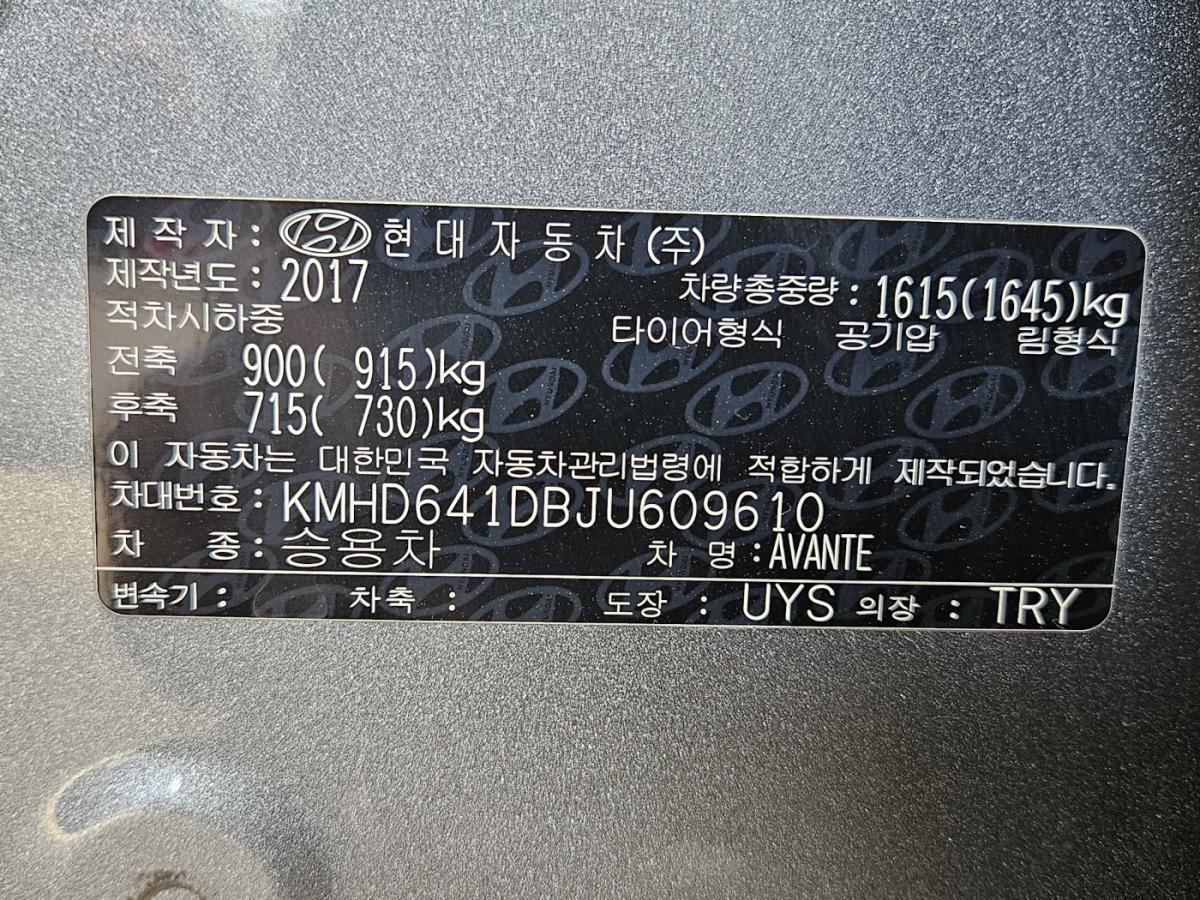 제 작 자 : 현 대 자 동 차 (주)
제작년도 : 2017 차량총중량 : 1615(1645)kg
적차시하중 타이어형식 공기압 림형식
전축 900( 915)kg
후축 715( 730)kg
이 자동차는 대한민국 자동차관리법령에 적합하게 제작되었습니다.
차대번호 : KMHD641DBJU609610
차 종 : 승용차 차 명 : AVANTE
변속기 : 차축 : 도장 : UYS 의장 : TRY